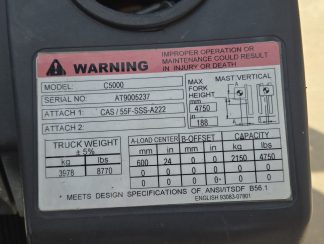 WARNING
IMPROPER OPERATION OR
MAINTENANCE COULD RESULT
IN INJURY OR DEATH
MODEL: C5000
SERIAL NO: AT9005237
ATTACH 1: CAS / 55F-SSS-A222
ATTACH 2:
MAX FORK HEIGHT
mm
4750
in
188
MAST VERTICAL
TRUCK WEIGHT
± 5%
kg lbs
3978 8770
A-LOAD CENTER B-OFFSET CAPACITY
mm in mm in kg lbs
600 24 0 0 2150 4750
0 0 0 0 0 0
0 0 0 0 0 0
* MEETS DESIGN SPECIFICATIONS OF ANSI/ITSDF B56.1
ENGLISH 93083-07901